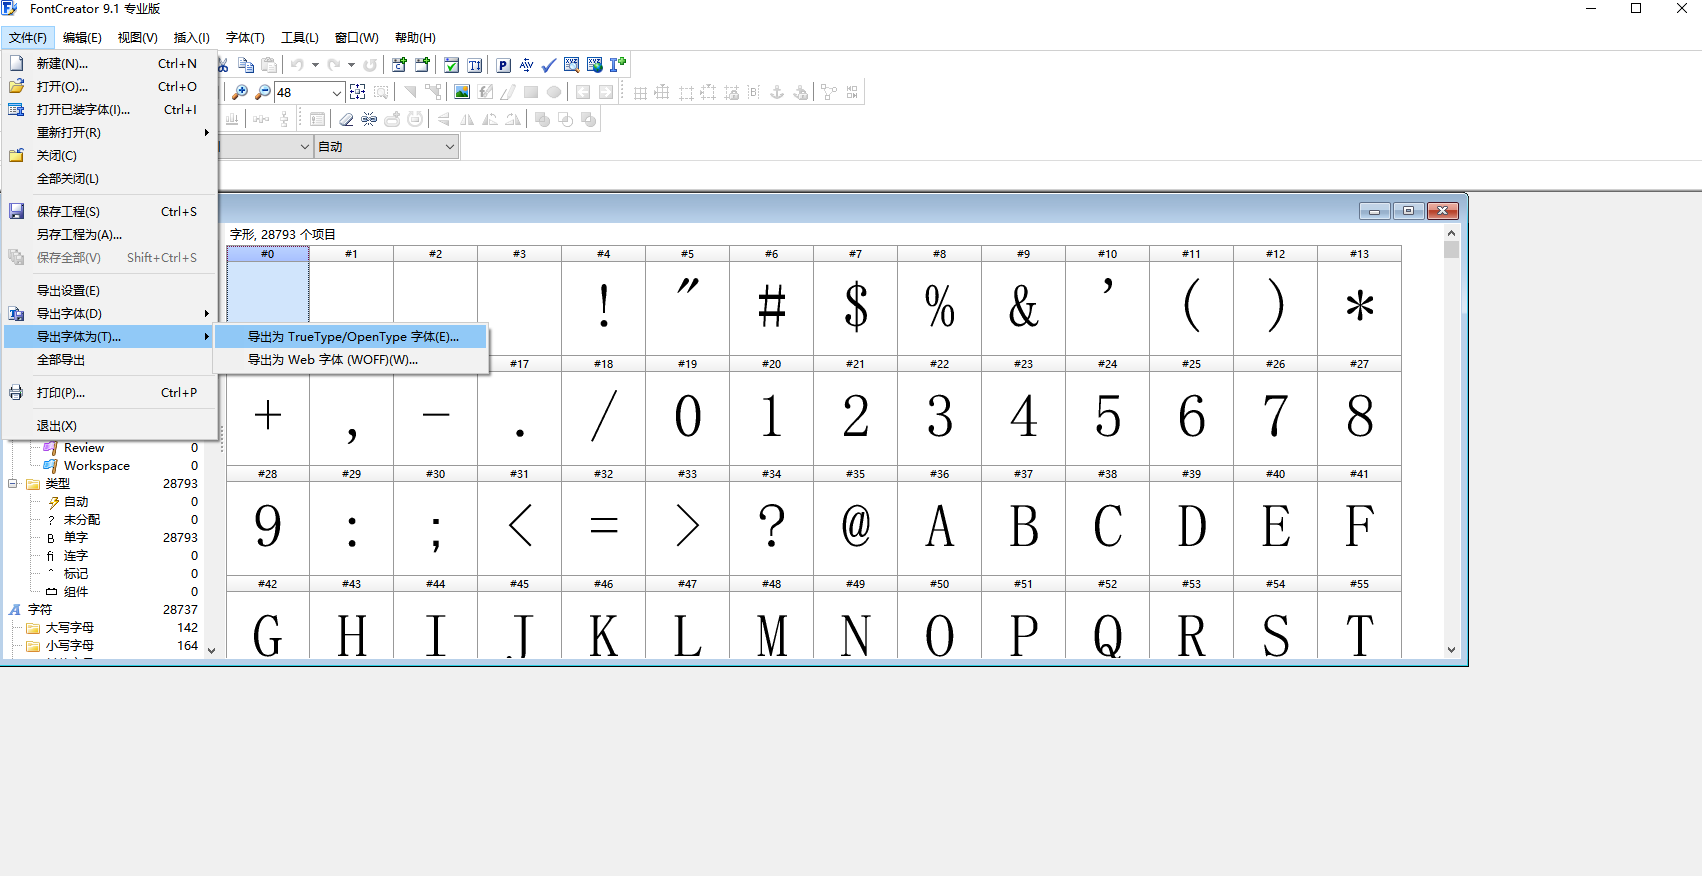 FontCreator 9.1 专业版
文件(F) 编辑(E) 视图(V) 插入(I) 字体(T) 工具(L) 窗口(W) 帮助(H)
新建(N)... Ctrl+N
打开(O)... Ctrl+O
打开已装字体(I)... Ctrl+I
重新打开(R)
关闭(C)
全部关闭(L)
保存工程(S) Ctrl+S
另存工程为(A)...
保存全部(V) Shift+Ctrl+S
导出设置(E)
导出字体(D)
导出字体为(T)...
全部导出
打印(P)... Ctrl+P
退出(X)
导出为 TrueType/OpenType 字体(E)...
导出为 Web 字体 (WOFF)(W)...
48
自动
Review 0
Workspace 0
类型 28793
自动 0
未分配 0
单字 28793
连字 0
标记 0
组件 0
字符 28737
大写字母 142
小写字母 164
字形, 28793 个项目
#0 #1 #2 #3 #4 #5 #6 #7 #8 #9 #10 #11 #12 #13
! " # $ % & ' ( ) *
#17 #18 #19 #20 #21 #22 #23 #24 #25 #26 #27
+ , - . / 0 1 2 3 4 5 6 7 8
#28 #29 #30 #31 #32 #33 #34 #35 #36 #37 #38 #39 #40 #41
9 : ; < = > ? @ A B C D E F
#42 #43 #44 #45 #46 #47 #48 #49 #50 #51 #52 #53 #54 #55
G H I J K L M N O P Q R S T